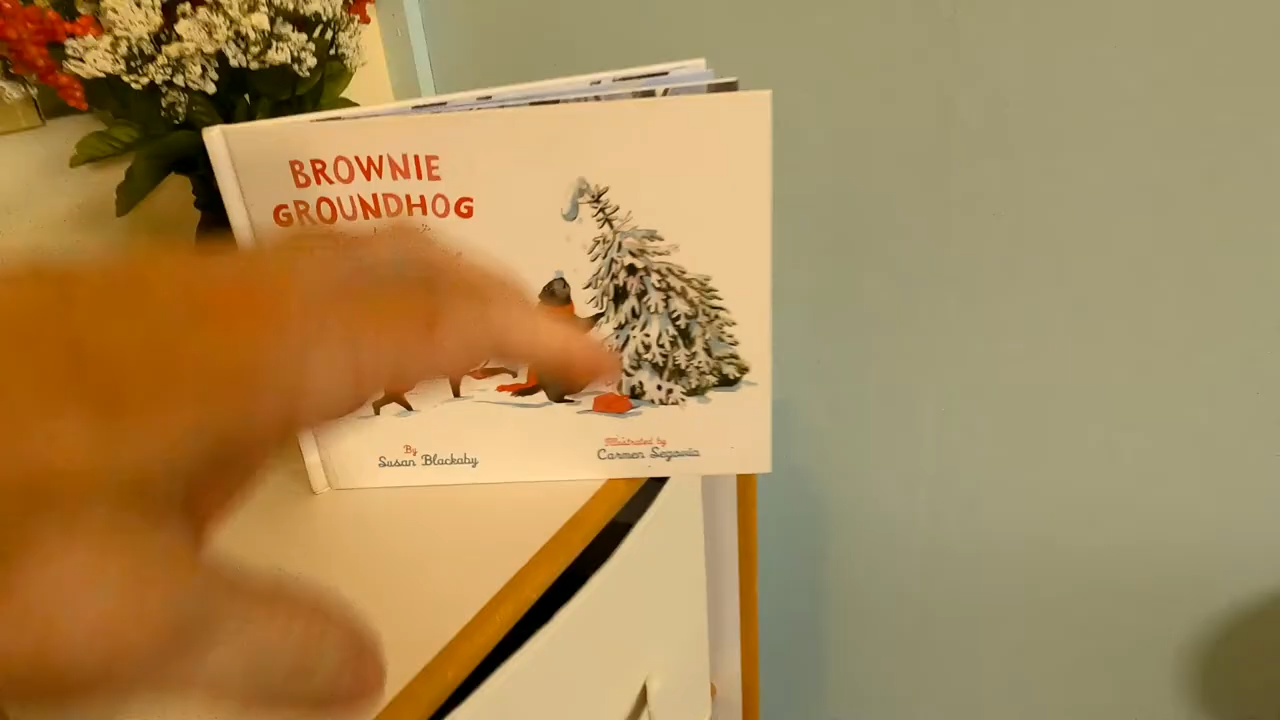 BROWNIE
GROUNDHOG
By
Susan Blackaby
Illustrated by
Carmen Segovia